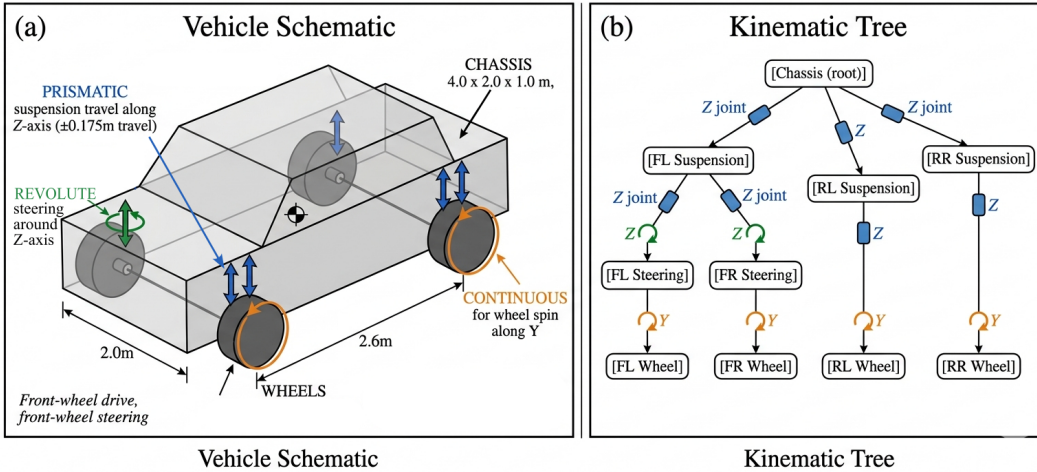 (a)
Vehicle Schematic
CHASSIS
4.0 x 2.0 x 1.0 m,
PRISMATIC
suspension travel along
Z-axis (±0.175m travel)
REVOLUTE
steering
around
Z-axis
CONTINUOUS
for wheel spin
along Y
2.0m
2.6m
WHEELS
Front-wheel drive,
front-wheel steering
Vehicle Schematic
(b)
Kinematic Tree
[Chassis (root)]
Z joint
Z
Z joint
[FL Suspension]
[RL Suspension]
[RR Suspension]
Z joint
Z joint
Z
Z
Z
Z
[FL Steering]
[FR Steering]
Y
Y
Y
Y
[FL Wheel]
[FR Wheel]
[RL Wheel]
[RR Wheel]
Kinematic Tree